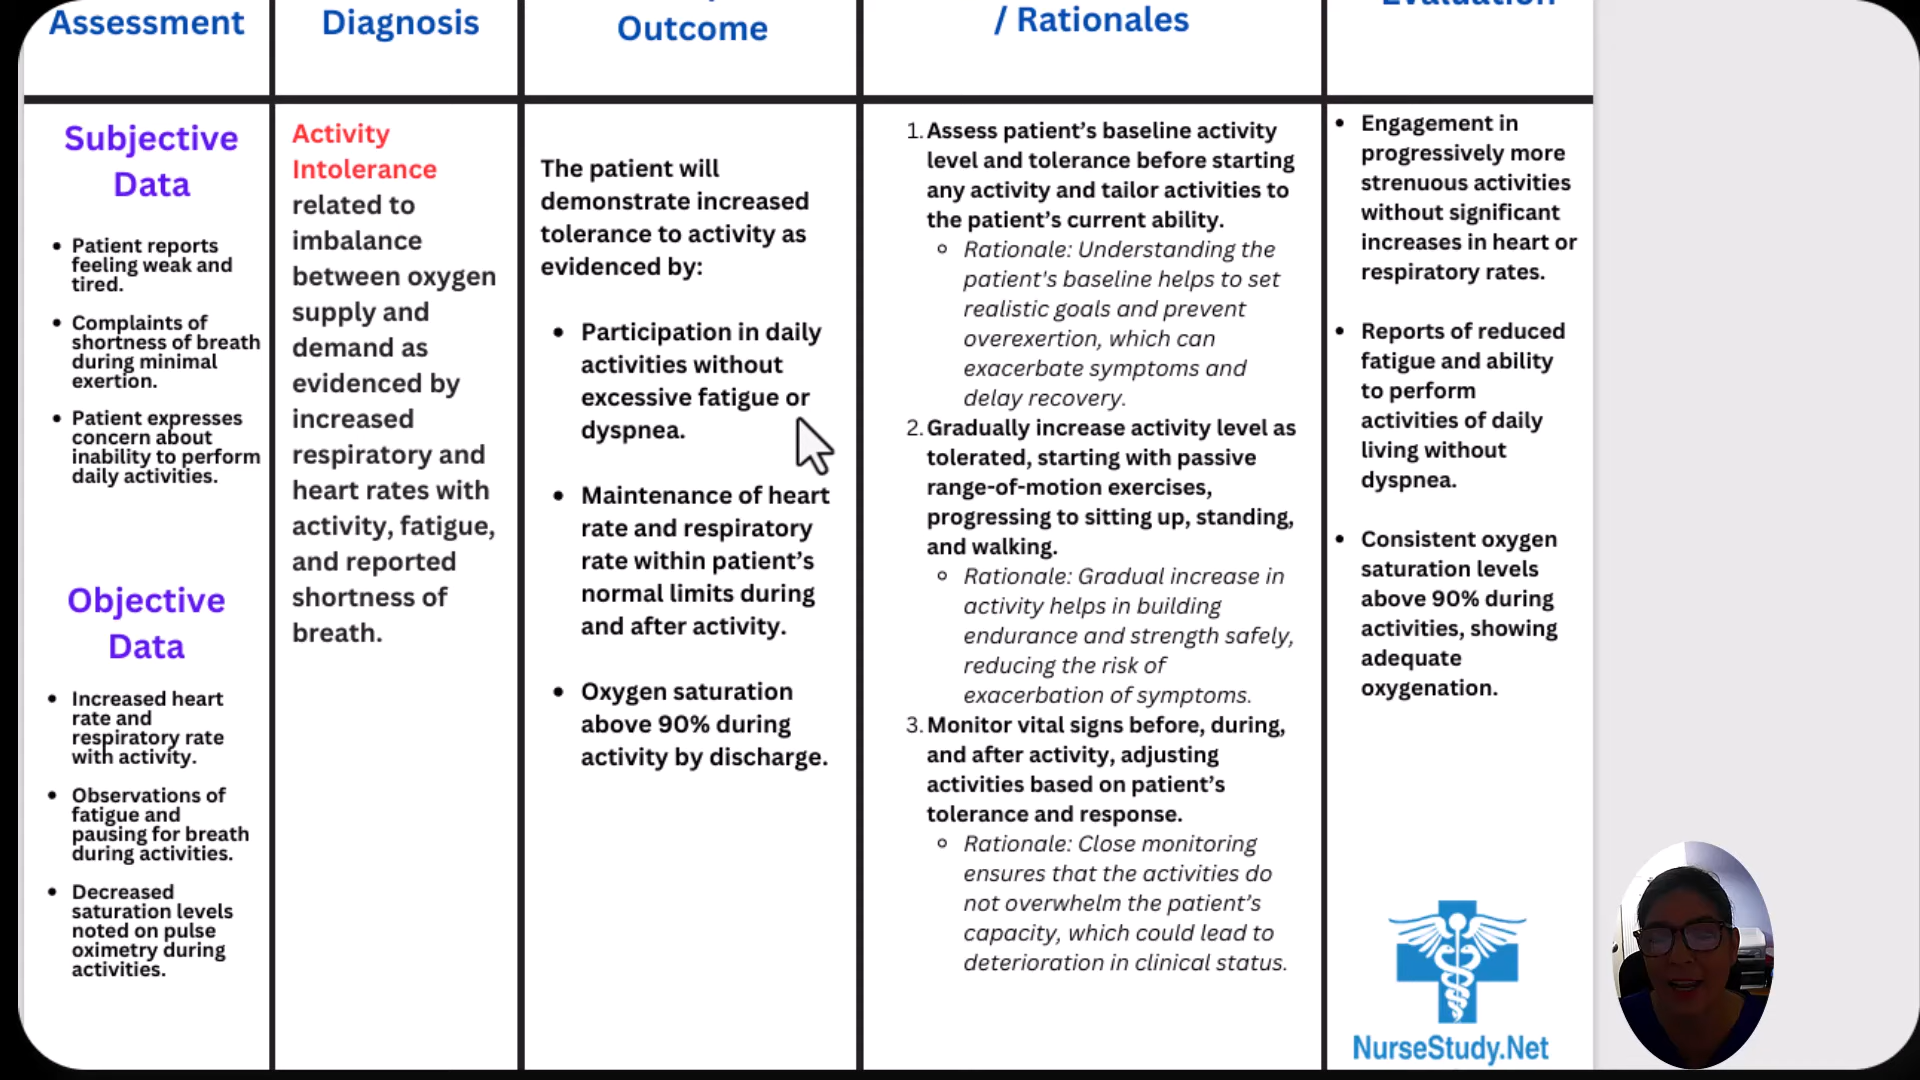 Assessment
Diagnosis
Outcome
/ Rationales
Evaluation
Subjective
Data
• Patient reports
feeling weak and
tired.
• Complaints of
shortness of breath
during minimal
exertion.
• Patient expresses
concern about
inability to perform
daily activities.
Objective
Data
• Increased heart
rate and
respiratory rate
with activity.
• Observations of
fatigue and
pausing for breath
during activities.
• Decreased
saturation levels
noted on pulse
oximetry during
activities.
Activity
Intolerance
related to
imbalance
between oxygen
supply and
demand as
evidenced by
increased
respiratory and
heart rates with
activity, fatigue,
and reported
shortness of
breath.
The patient will
demonstrate increased
tolerance to activity as
evidenced by:
• Participation in daily
activities without
excessive fatigue or
dyspnea.
• Maintenance of heart
rate and respiratory
rate within patient’s
normal limits during
and after activity.
• Oxygen saturation
above 90% during
activity by discharge.
1. Assess patient’s baseline activity
level and tolerance before starting
any activity and tailor activities to
the patient’s current ability.
◦ Rationale: Understanding the
patient's baseline helps to set
realistic goals and prevent
overexertion, which can
exacerbate symptoms and
delay recovery.
2. Gradually increase activity level as
tolerated, starting with passive
range-of-motion exercises,
progressing to sitting up, standing,
and walking.
◦ Rationale: Gradual increase in
activity helps in building
endurance and strength safely,
reducing the risk of
exacerbation of symptoms.
3. Monitor vital signs before, during,
and after activity, adjusting
activities based on patient’s
tolerance and response.
◦ Rationale: Close monitoring
ensures that the activities do
not overwhelm the patient’s
capacity, which could lead to
deterioration in clinical status.
• Engagement in
progressively more
strenuous activities
without significant
increases in heart or
respiratory rates.
• Reports of reduced
fatigue and ability
to perform
activities of daily
living without
dyspnea.
• Consistent oxygen
saturation levels
above 90% during
activities, showing
adequate
oxygenation.
NurseStudy.Net